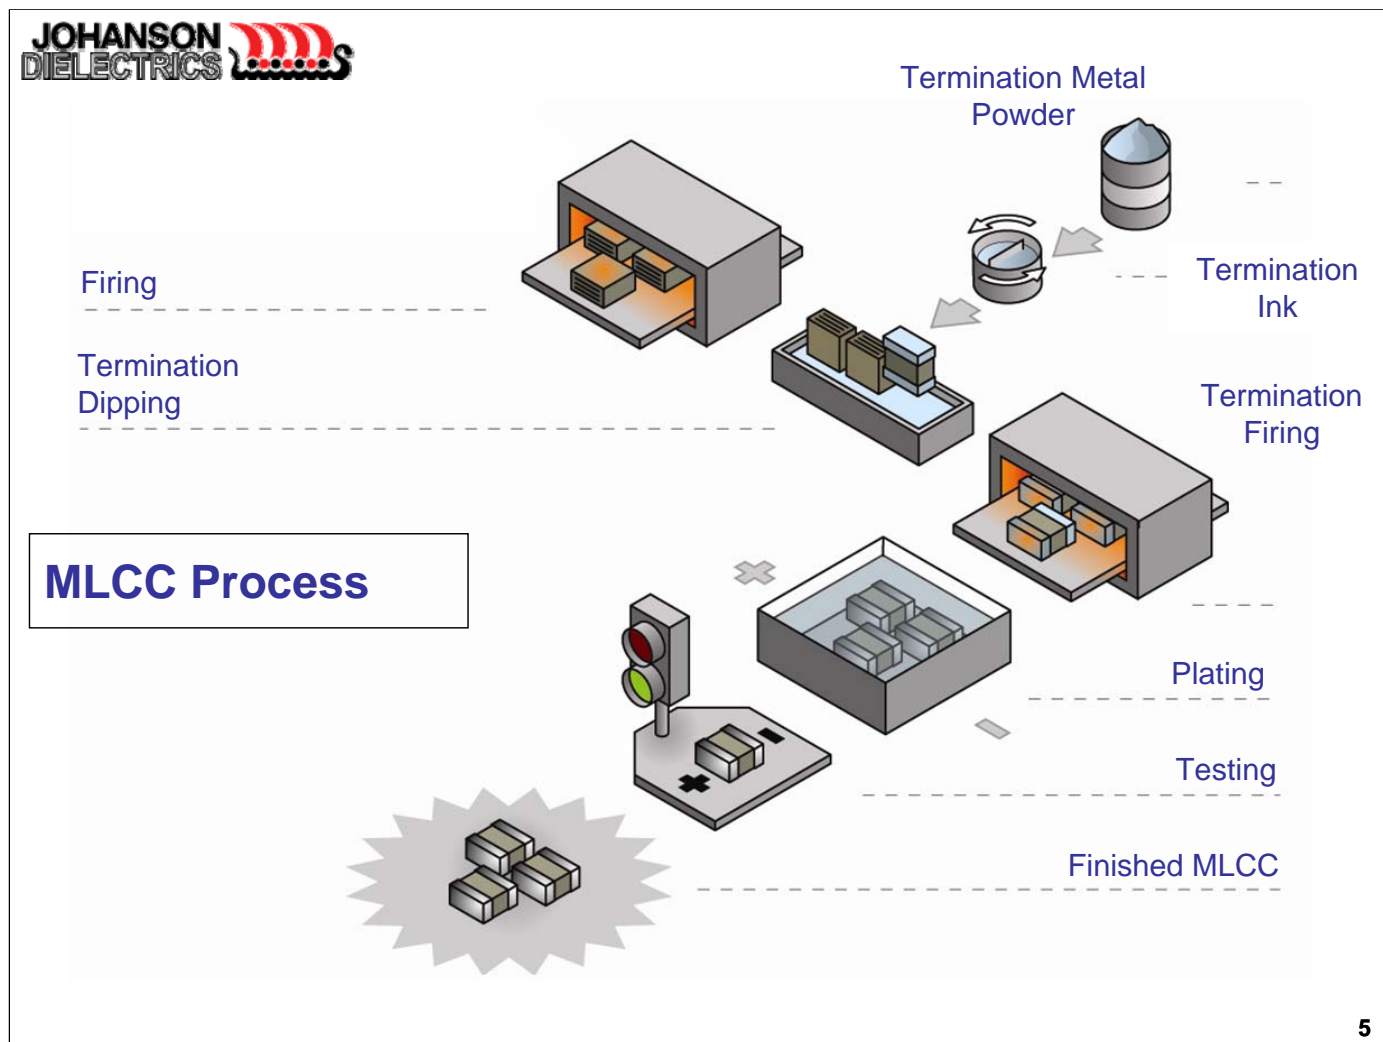 JOHANSON
DIELECTRICS
Termination Metal
Powder
Firing
Termination
Ink
Termination
Dipping
Termination
Firing
MLCC Process
Plating
Testing
Finished MLCC
5